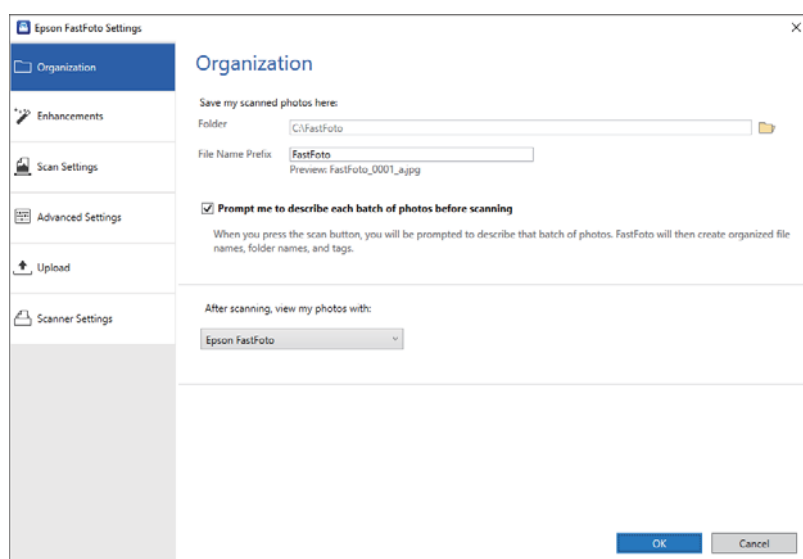 Epson FastFoto Settings
Organization
Enhancements
Scan Settings
Advanced Settings
Upload
Scanner Settings
Organization
Save my scanned photos here:
Folder
C:\FastFoto
File Name Prefix
FastFoto
Preview: FastFoto_0001_a.jpg
Prompt me to describe each batch of photos before scanning
When you press the scan button, you will be prompted to describe that batch of photos. FastFoto will then create organized file
names, folder names, and tags.
After scanning, view my photos with:
Epson FastFoto
OK
Cancel